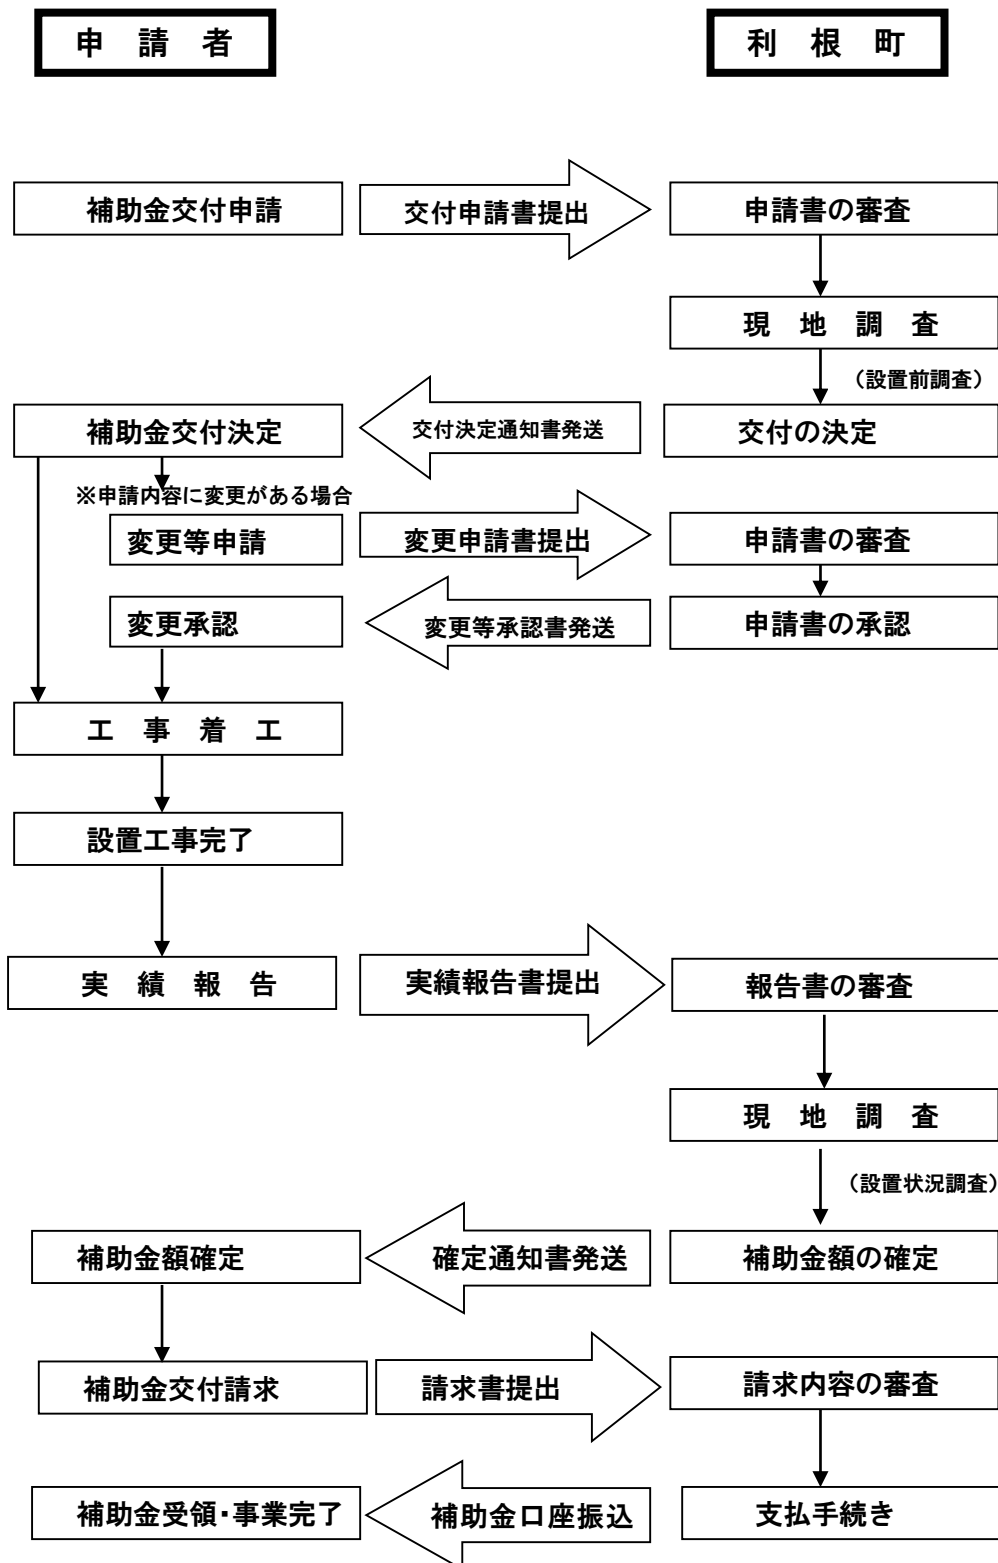 申 請 者
利 根 町
補助金交付申請
交付申請書提出
申請書の審査
現 地 調 査
（設置前調査）
補助金交付決定
交付決定通知書発送
交付の決定
※申請内容に変更がある場合
変更等申請
変更申請書提出
申請書の審査
変更承認
変更等承認書発送
申請書の承認
工 事 着 工
設置工事完了
実 績 報 告
実績報告書提出
報告書の審査
現 地 調 査
（設置状況調査）
補助金額確定
確定通知書発送
補助金額の確定
補助金交付請求
請求書提出
請求内容の審査
補助金受領・事業完了
補助金口座振込
支払手続き